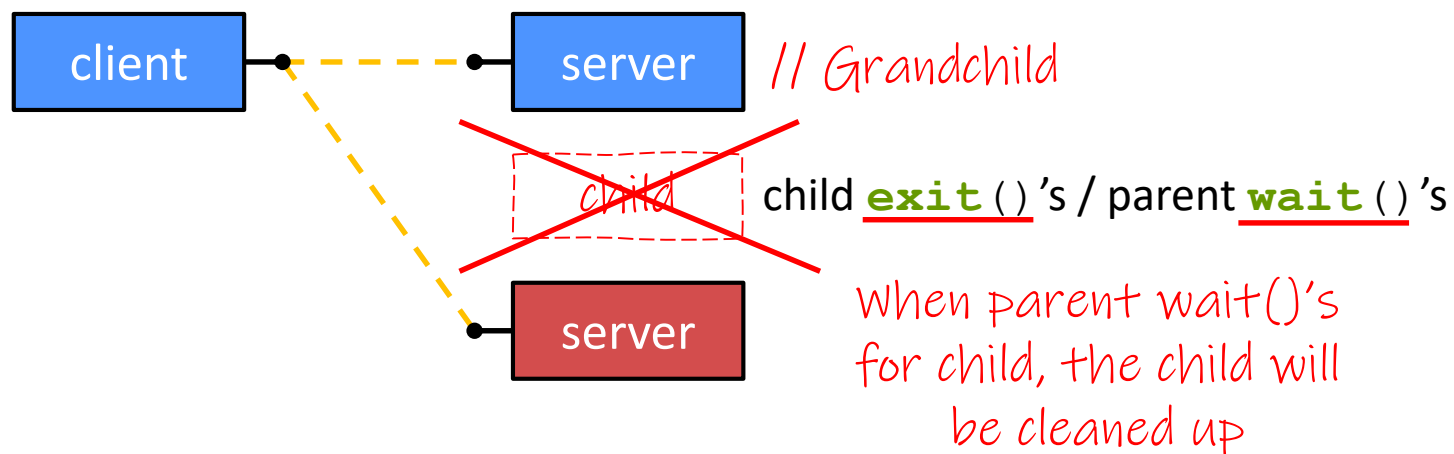 client
server
// Grandchild
child
child exit()’s / parent wait()’s
server
When parent wait()’s
for child, the child will
be cleaned up